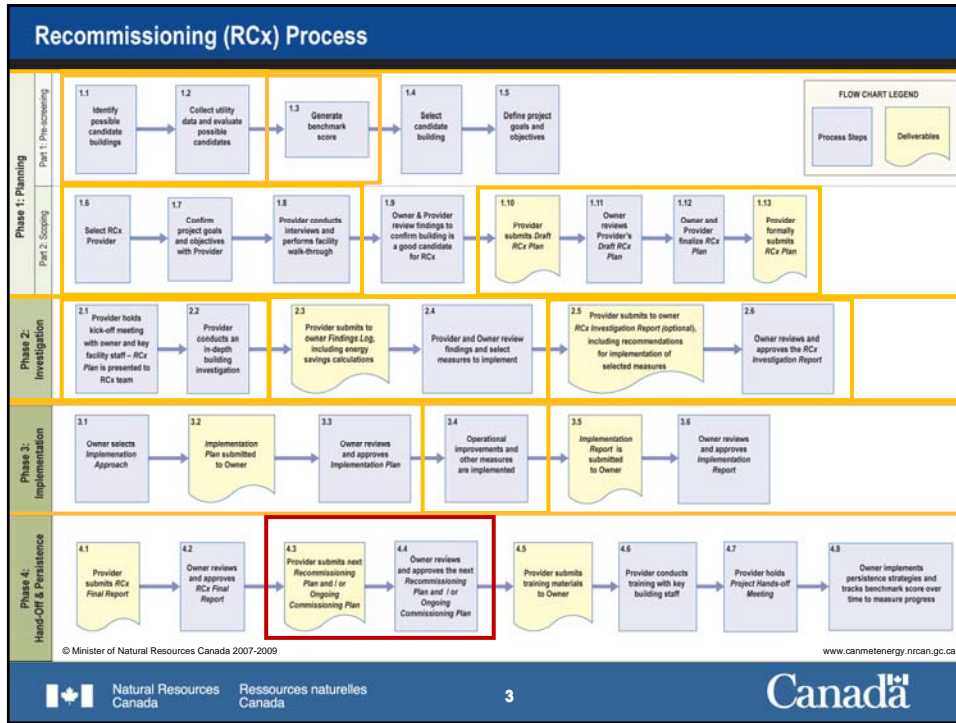 Recommissioning (RCx) Process
Phase 1: Planning
Part 1: Pre-screening
1.1
Identify
possible
candidate
buildings
1.2
Collect utility
data and evaluate
possible
candidates
1.3
Generate
benchmark
score
1.4
Select
candidate
building
1.5
Define project
goals and
objectives
FLOW CHART LEGEND
Process Steps
Deliverables
Part 2: Scoping
1.6
Select RCx
Provider
1.7
Confirm
project goals
and objectives
with Provider
1.8
Provider conducts
interviews and
performs facility
walk-through
1.9
Owner & Provider
review findings to
confirm building is
a good candidate
for RCx
1.10
Provider
submits Draft
RCx Plan
1.11
Owner
reviews
Provider's
Draft RCx
Plan
1.12
Owner and
Provider
finalize RCx
Plan
1.13
Provider
formally
submits
RCx Plan
Phase 2:
Investigation
2.1
Provider holds
kick-off meeting
with owner and key
facility staff – RCx
Plan is presented to
RCx team
2.2
Provider
conducts an
in-depth
building
investigation
2.3
Provider submits to
owner Findings Log,
including energy
savings calculations
2.4
Provider and Owner review
findings and select
measures to implement
2.5
Provider submits to owner
RCx Investigation Report (optional),
including recommendations
for implementation of
selected measures
2.6
Owner reviews and
approves the RCx
Investigation Report
Phase 3:
Implementation
3.1
Owner selects
Implemenation
Approach
3.2
Implementation
Plan submitted
to Owner
3.3
Owner reviews
and approves
Implementation Plan
3.4
Operational
improvements and
other measures
are implemented
3.5
Implementation
Report is
submitted
to Owner
3.6
Owner reviews
and approves
Implementation
Report
Phase 4:
Hand-Off & Persistence
4.1
Provider
submits RCx
Final Report
4.2
Owner reviews
and approves
RCx Final
Report
4.3
Provider submits next
Recommissioning
Plan and / or
Ongoing
Commissioning Plan
4.4
Owner reviews
and approves the next
Recommissioning
Plan and / or
Ongoing
Commissioning Plan
4.5
Provider submits
training materials
to Owner
4.6
Provider conducts
training with key
building staff
4.7
Provider holds
Project Hands-off
Meeting
4.8
Owner implements
persistence strategies and
tracks benchmark score over
time to measure progress
© Minister of Natural Resources Canada 2007-2009
www.canmetenergy.nrcan.gc.ca
Natural Resources
Canada
Ressources naturelles
Canada
3
Canada